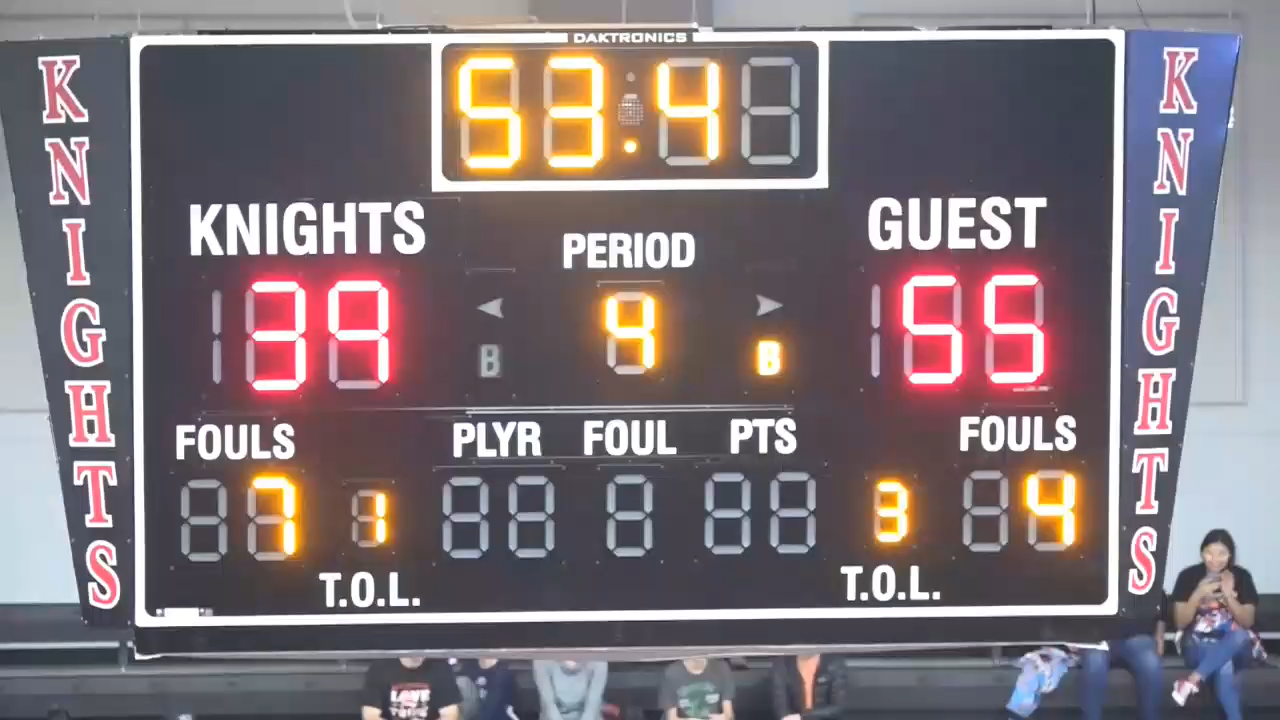 DAKTRONICS
53.4
KNIGHTS
KNIGHTS
PERIOD
GUEST
KNIGHTS
39
4
55
B
B
FOULS
PLYR
FOUL
PTS
FOULS
7
1
3
4
T.O.L.
T.O.L.